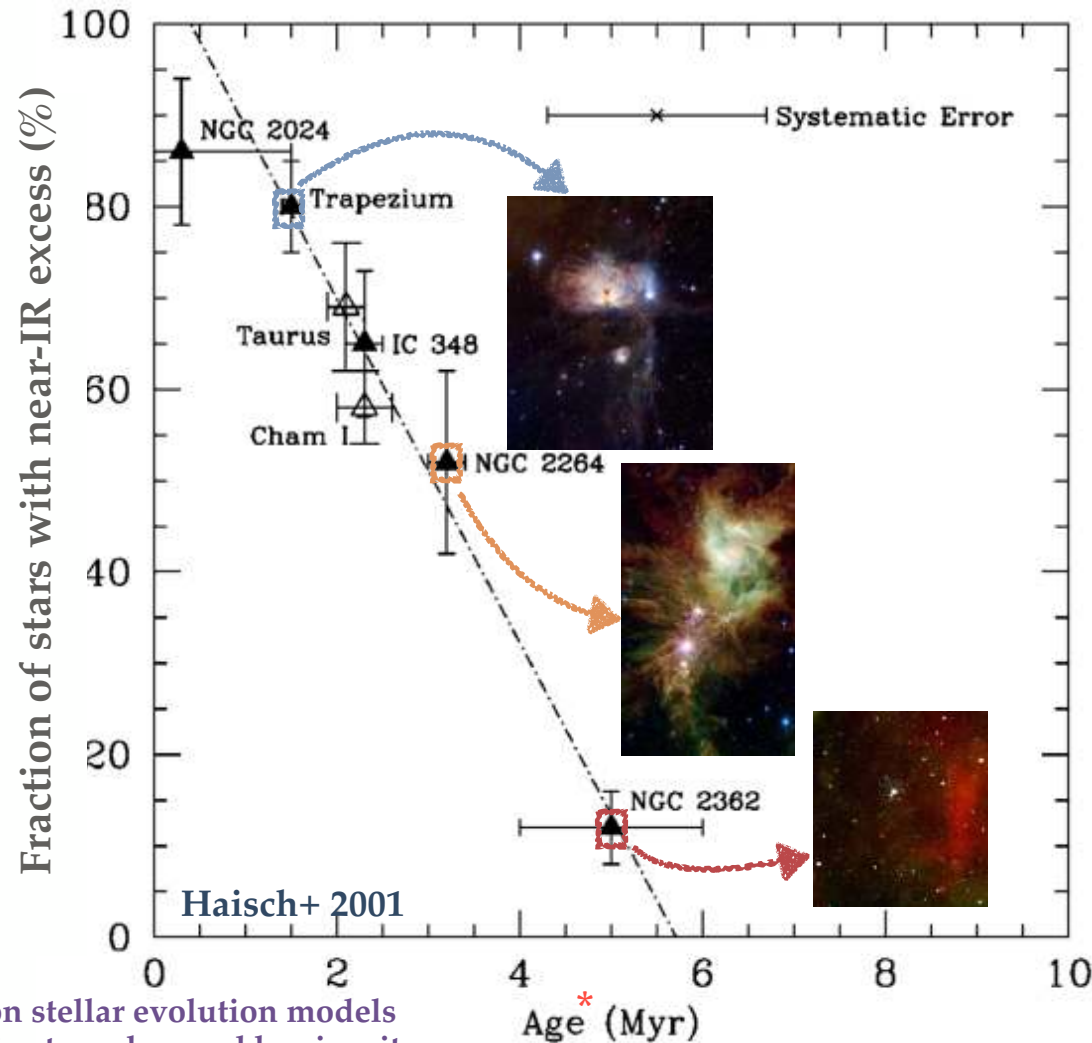 100
80
60
40
20
0
Fraction of stars with near-IR excess (%)
NGC 2024
Systematic Error
Trapezium
Taurus
IC 348
Cham I
NGC 2264
NGC 2362
Haisch+ 2001
0 2 4 6 8 10
Age* (Myr)
on stellar evolution models